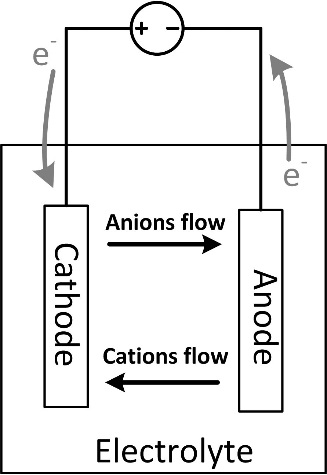 + −
e-
e-
Anions flow
Cathode
Anode
Cations flow
Electrolyte